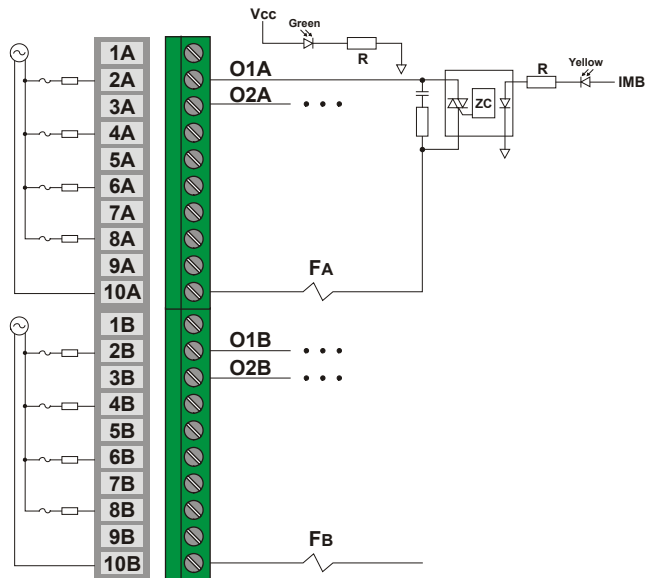 Vcc
Green
R
1A
2A
3A
4A
5A
6A
7A
8A
9A
10A
O1A
O2A
• • •
ZC
R
Yellow
IMB
FA
1B
2B
3B
4B
5B
6B
7B
8B
9B
10B
O1B
• • •
O2B
• • •
FB